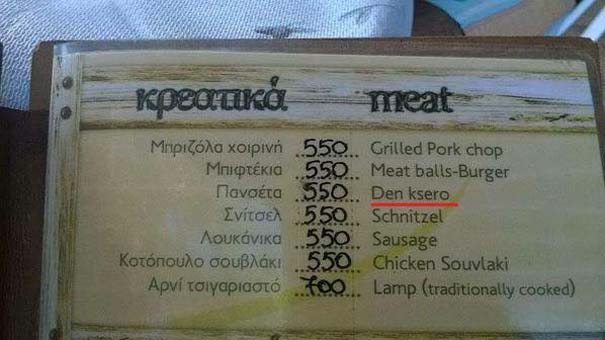 κρεατικά meat
Μπριζόλα χοιρινή 550 Grilled Pork chop
Μπιφτέκια 550 Meat balls-Burger
Πανσέτα 550 Den ksero
Σνίτσελ 550 Schnitzel
Λουκάνικα 550 Sausage
Κοτόπουλο σουβλάκι 550 Chicken Souvlaki
Αρνί τσιγαριαστό 700 Lamp (traditionally cooked)